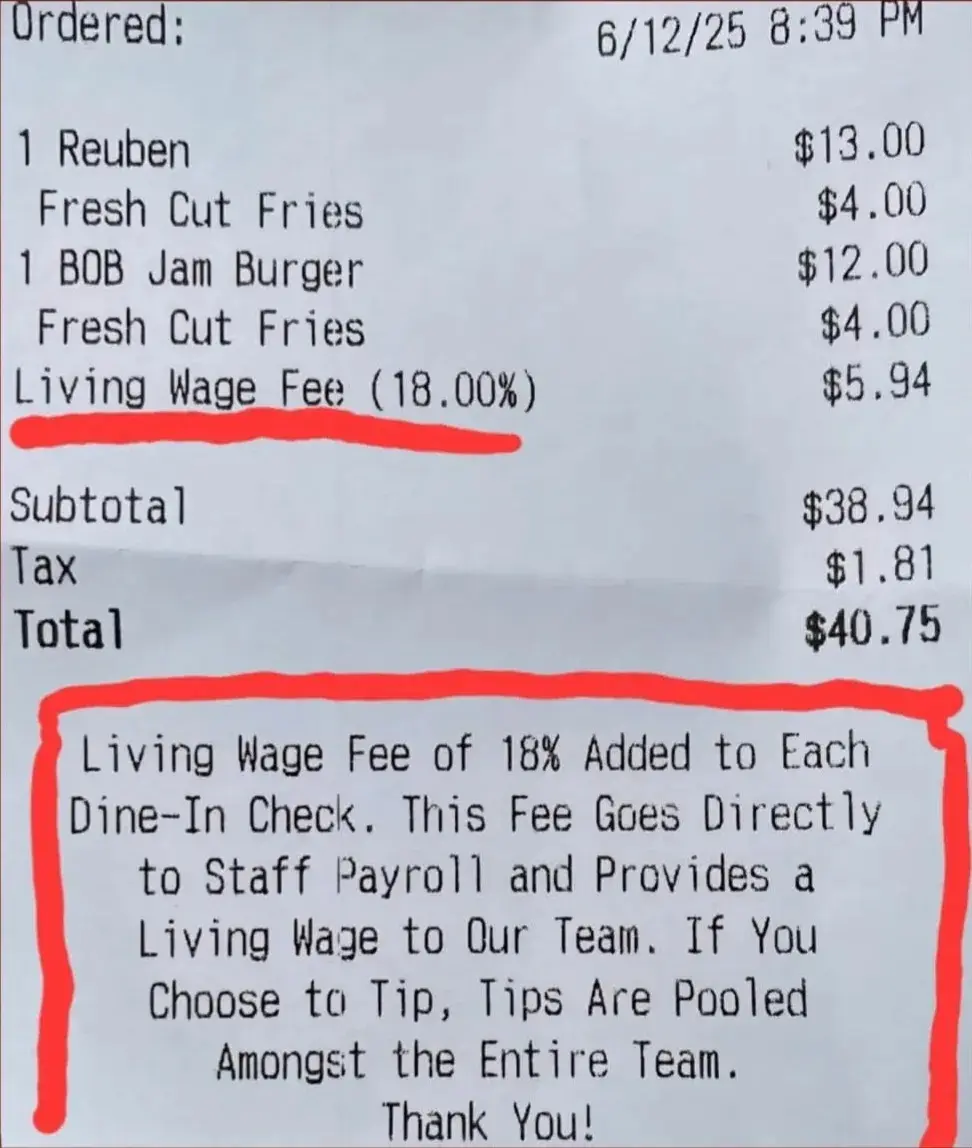 Ordered: 6/12/25 8:39 PM
1 Reuben $13.00
Fresh Cut Fries $4.00
1 BOB Jam Burger $12.00
Fresh Cut Fries $4.00
Living Wage Fee (18.00%) $5.94
Subtotal $38.94
Tax $1.81
Total $40.75
Living Wage Fee of 18% Added to Each
Dine-In Check. This Fee Goes Directly
to Staff Payroll and Provides a
Living Wage to Our Team. If You
Choose to Tip, Tips Are Pooled
Amongst the Entire Team.
Thank You!